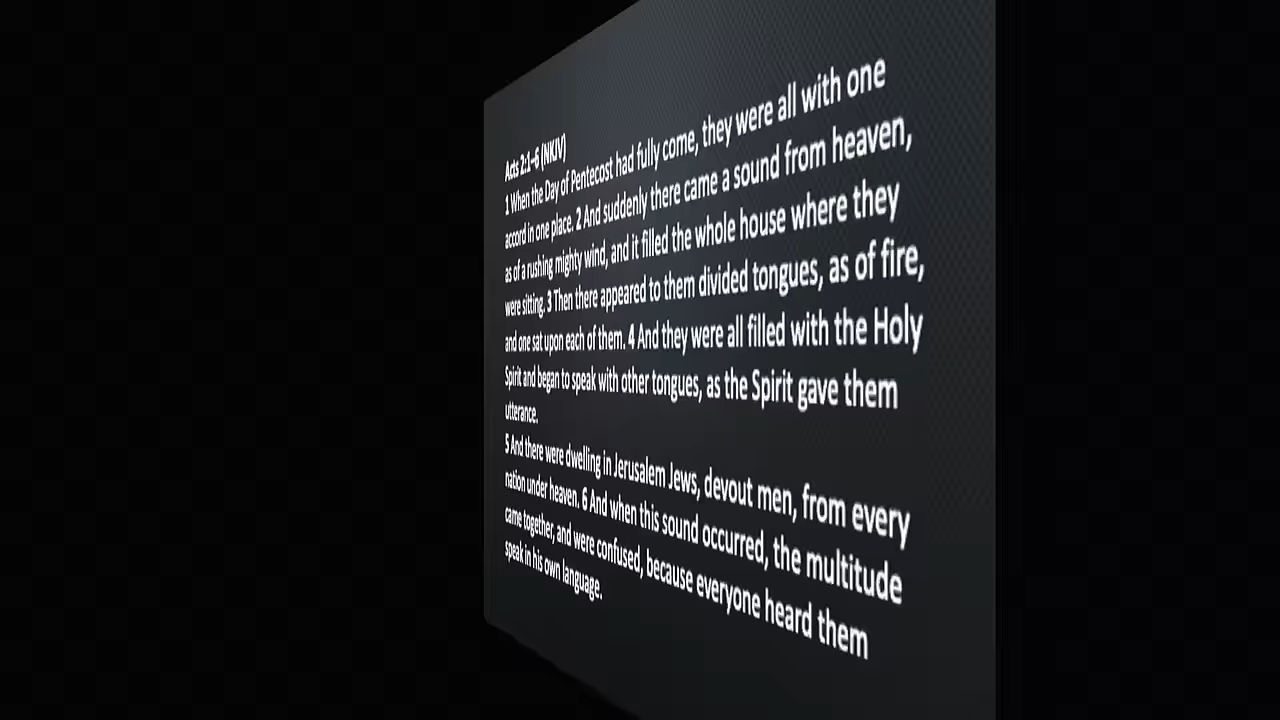 Acts 2:1–6 (NKJV)
1 When the Day of Pentecost had fully come, they were all with one
accord in one place. 2 And suddenly there came a sound from heaven,
as of a rushing mighty wind, and it filled the whole house where they
were sitting. 3 Then there appeared to them divided tongues, as of fire,
and one sat upon each of them. 4 And they were all filled with the Holy
Spirit and began to speak with other tongues, as the Spirit gave them
utterance.
5 And there were dwelling in Jerusalem Jews, devout men, from every
nation under heaven. 6 And when this sound occurred, the multitude
came together, and were confused, because everyone heard them
speak in his own language.